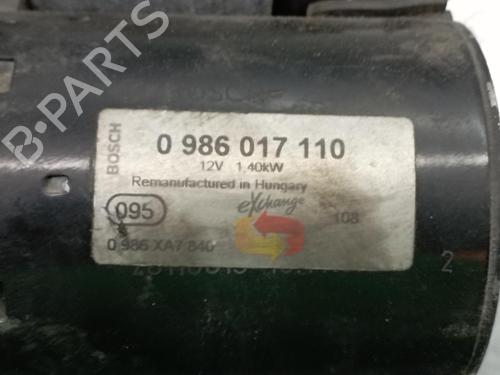 B-PARTS
BOSCH
0 986 017 110
12V 1,40kW
Remanufactured in Hungary
095
eXchange
108
0 986 XA7 840
2